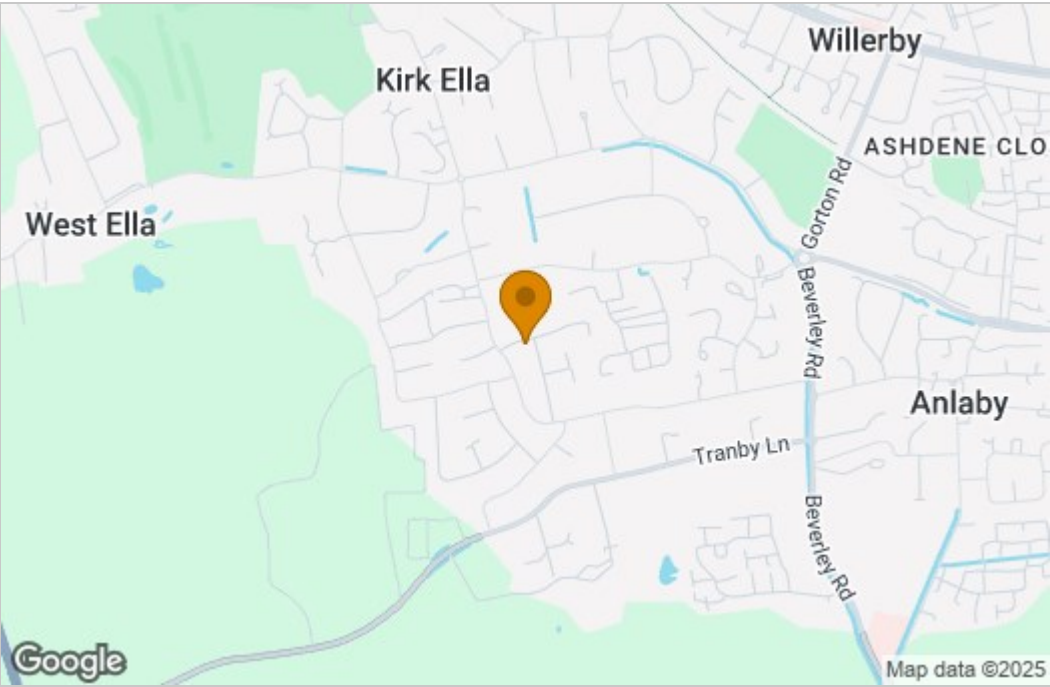 Willerby
Kirk Ella
ASHDENE CLO
Gorton Rd
West Ella
Beverley Rd
Anlaby
Tranby Ln
Beverley Rd
Google
Map data ©2025